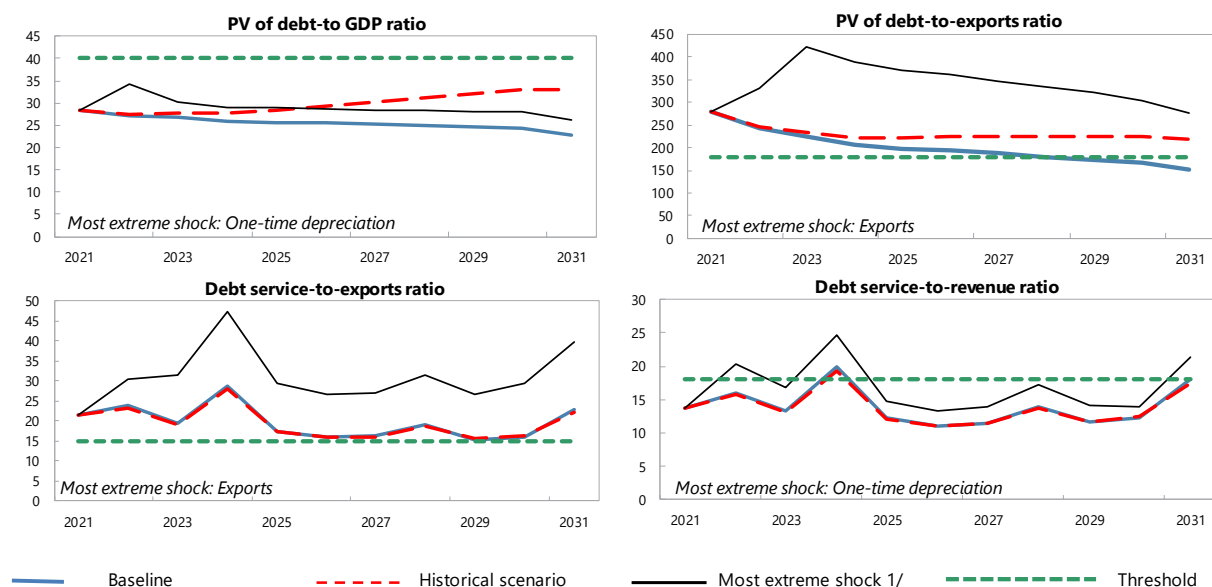 PV of debt-to GDP ratio
45
40
35
30
25
20
15
10
5
0
Most extreme shock: One-time depreciation
2021 2023 2025 2027 2029 2031
PV of debt-to-exports ratio
450
400
350
300
250
200
150
100
50
0
Most extreme shock: Exports
2021 2023 2025 2027 2029 2031
Debt service-to-exports ratio
50
45
40
35
30
25
20
15
10
5
0
Most extreme shock: Exports
2021 2023 2025 2027 2029 2031
Debt service-to-revenue ratio
30
25
20
15
10
5
0
Most extreme shock: One-time depreciation
2021 2023 2025 2027 2029 2031
Baseline Historical scenario Most extreme shock 1/ Threshold